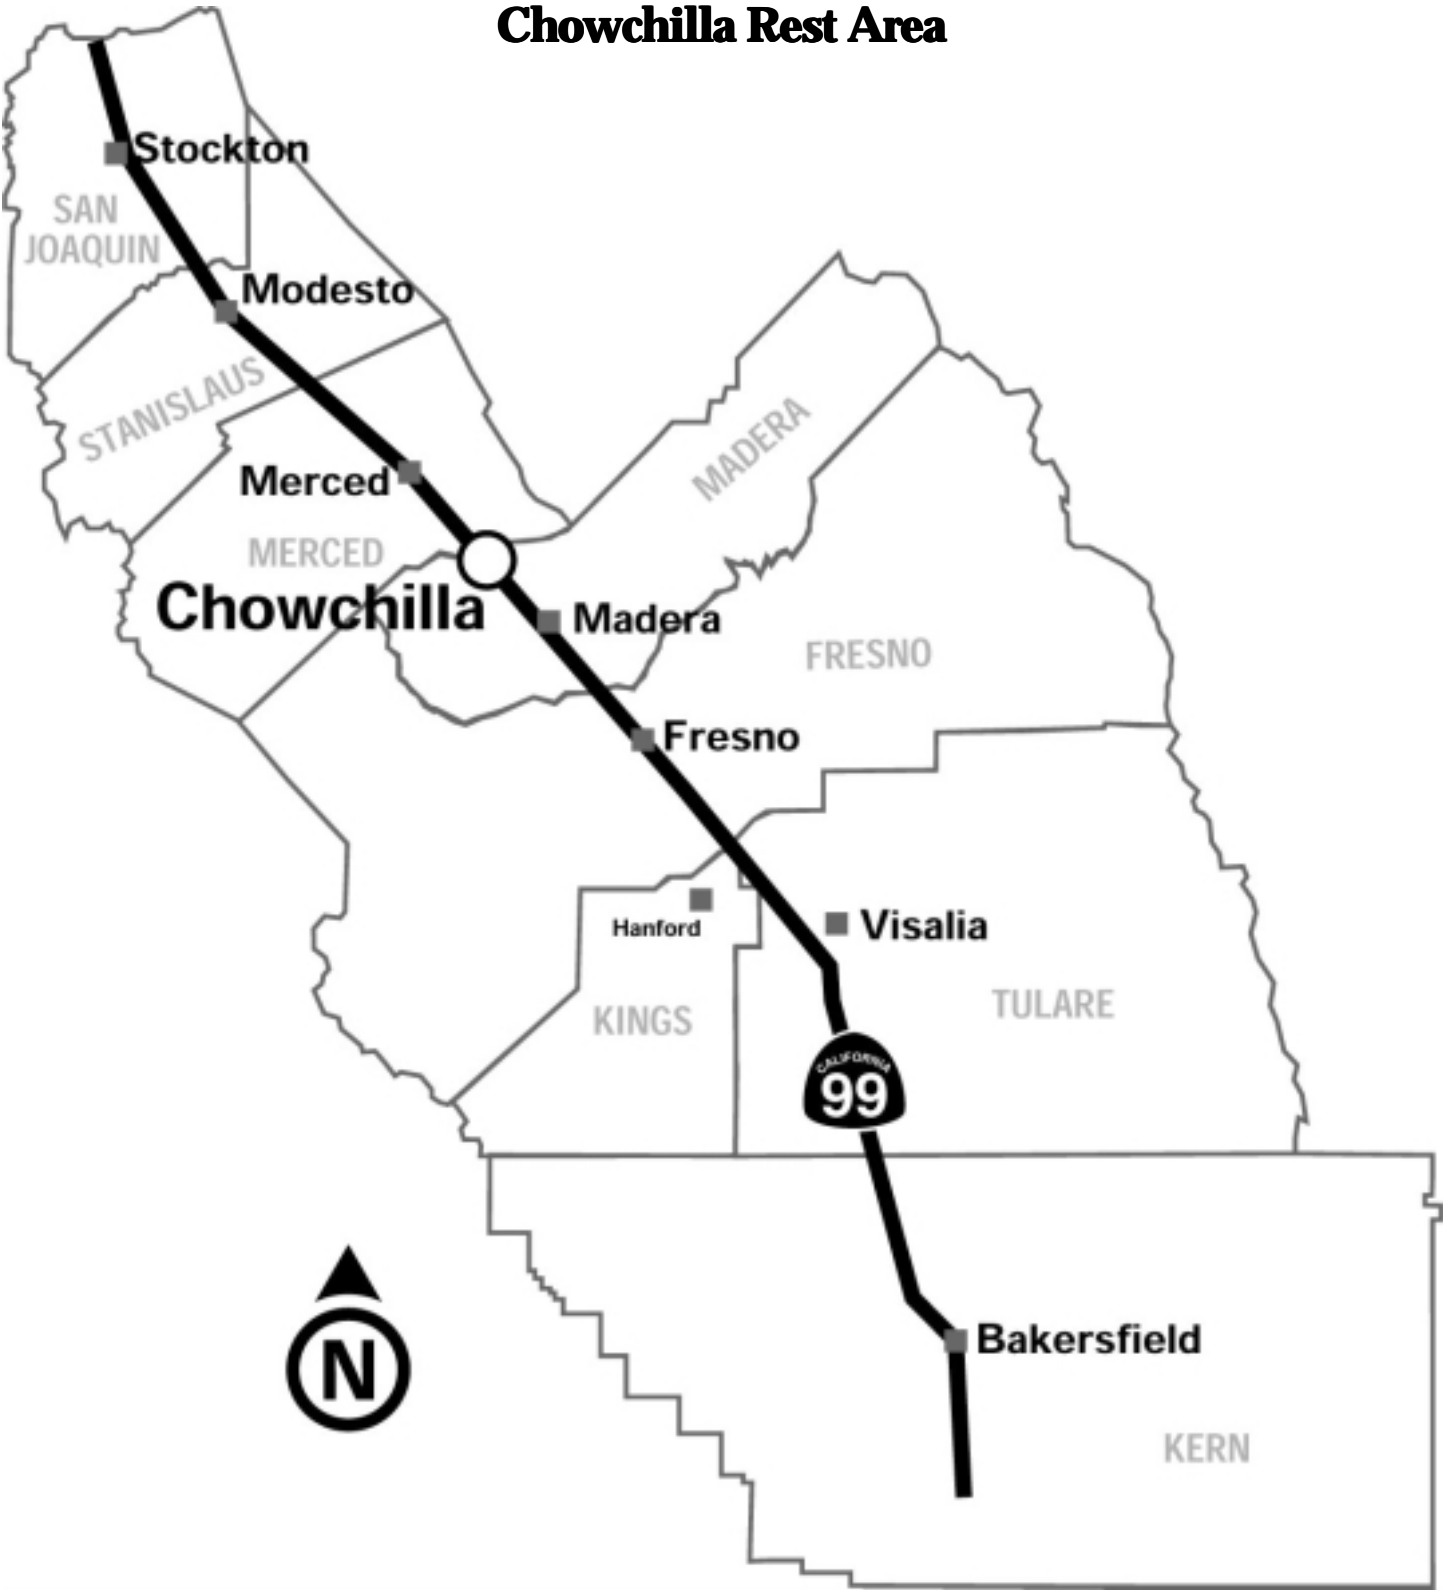 Chowchilla Rest Area
Stockton
SAN
JOAQUIN
Modesto
STANISLAUS
MADERA
Merced
MERCED
Chowchilla
Madera
FRESNO
Fresno
Hanford
Visalia
KINGS
TULARE
CALIFORNIA
99
N
Bakersfield
KERN